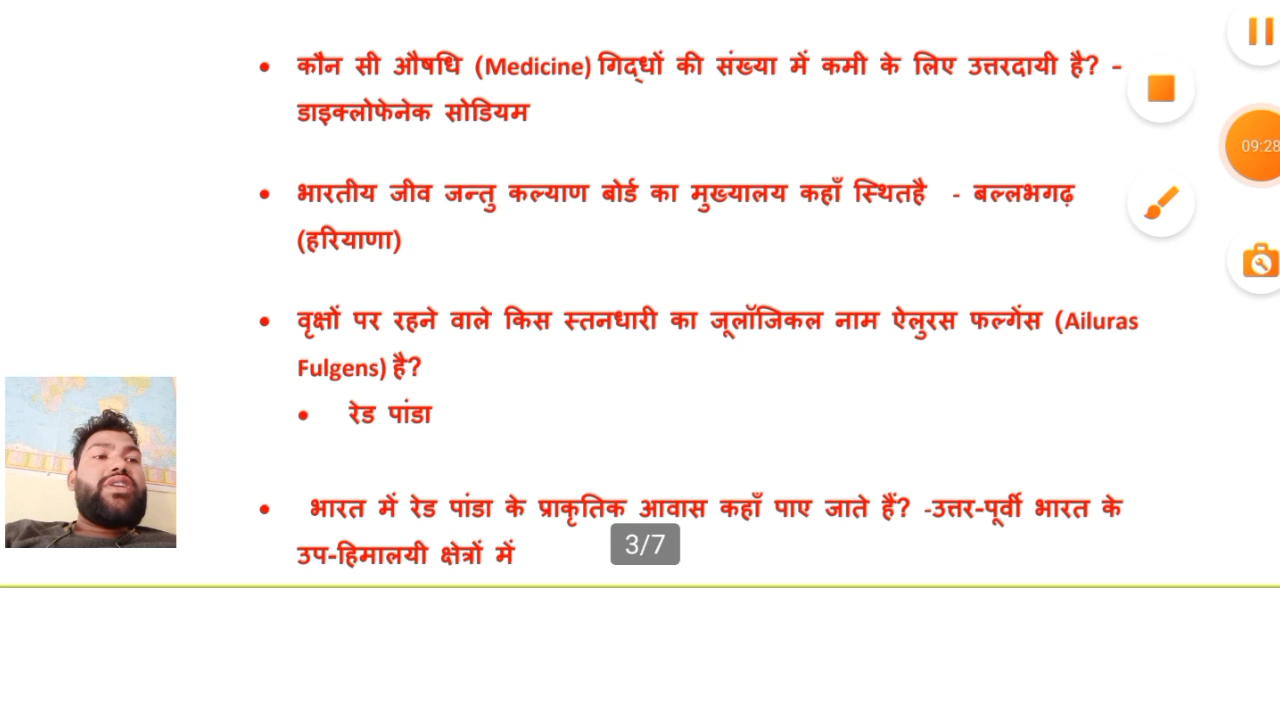 कौन सी औषधि (Medicine) गिद्धों की संख्या में कमी के लिए उत्तरदायी है? -
डाइक्लोफेनेक सोडियम
भारतीय जीव जन्तु कल्याण बोर्ड का मुख्यालय कहाँ स्थितहै - बल्लभगढ़
(हरियाणा)
वृक्षों पर रहने वाले किस स्तनधारी का जूलॉजिकल नाम ऐलुरस फल्गेंस (Ailuras
Fulgens) है?
रेड पांडा
भारत में रेड पांडा के प्राकृतिक आवास कहाँ पाए जाते हैं? -उत्तर-पूर्वी भारत के
उप-हिमालयी क्षेत्रों में
3/7
09:28